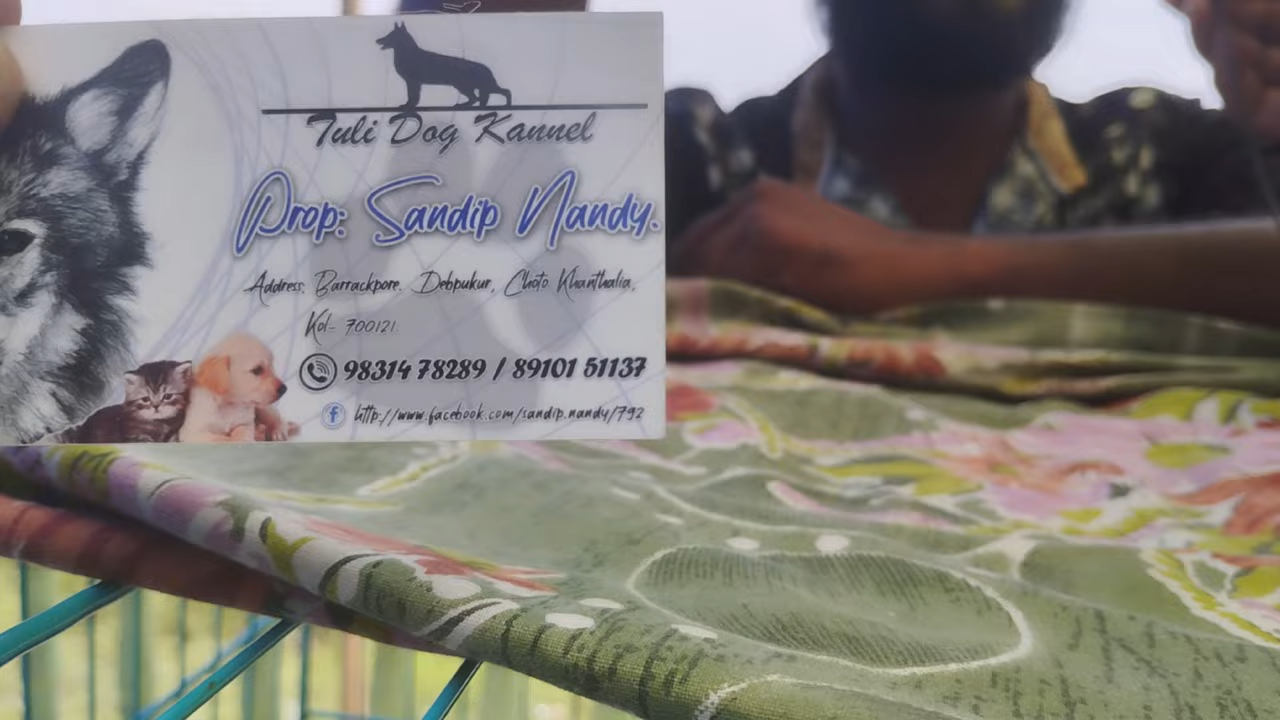 Tuli Dog Kannel
Prop: Sandip Nandy.
Address: Barrackpore. Debpukur, Choto Khanthalia,
Kol- 700121.
98314 78289 / 89101 51137
http://www.facebook.com/sandip.nandy/792